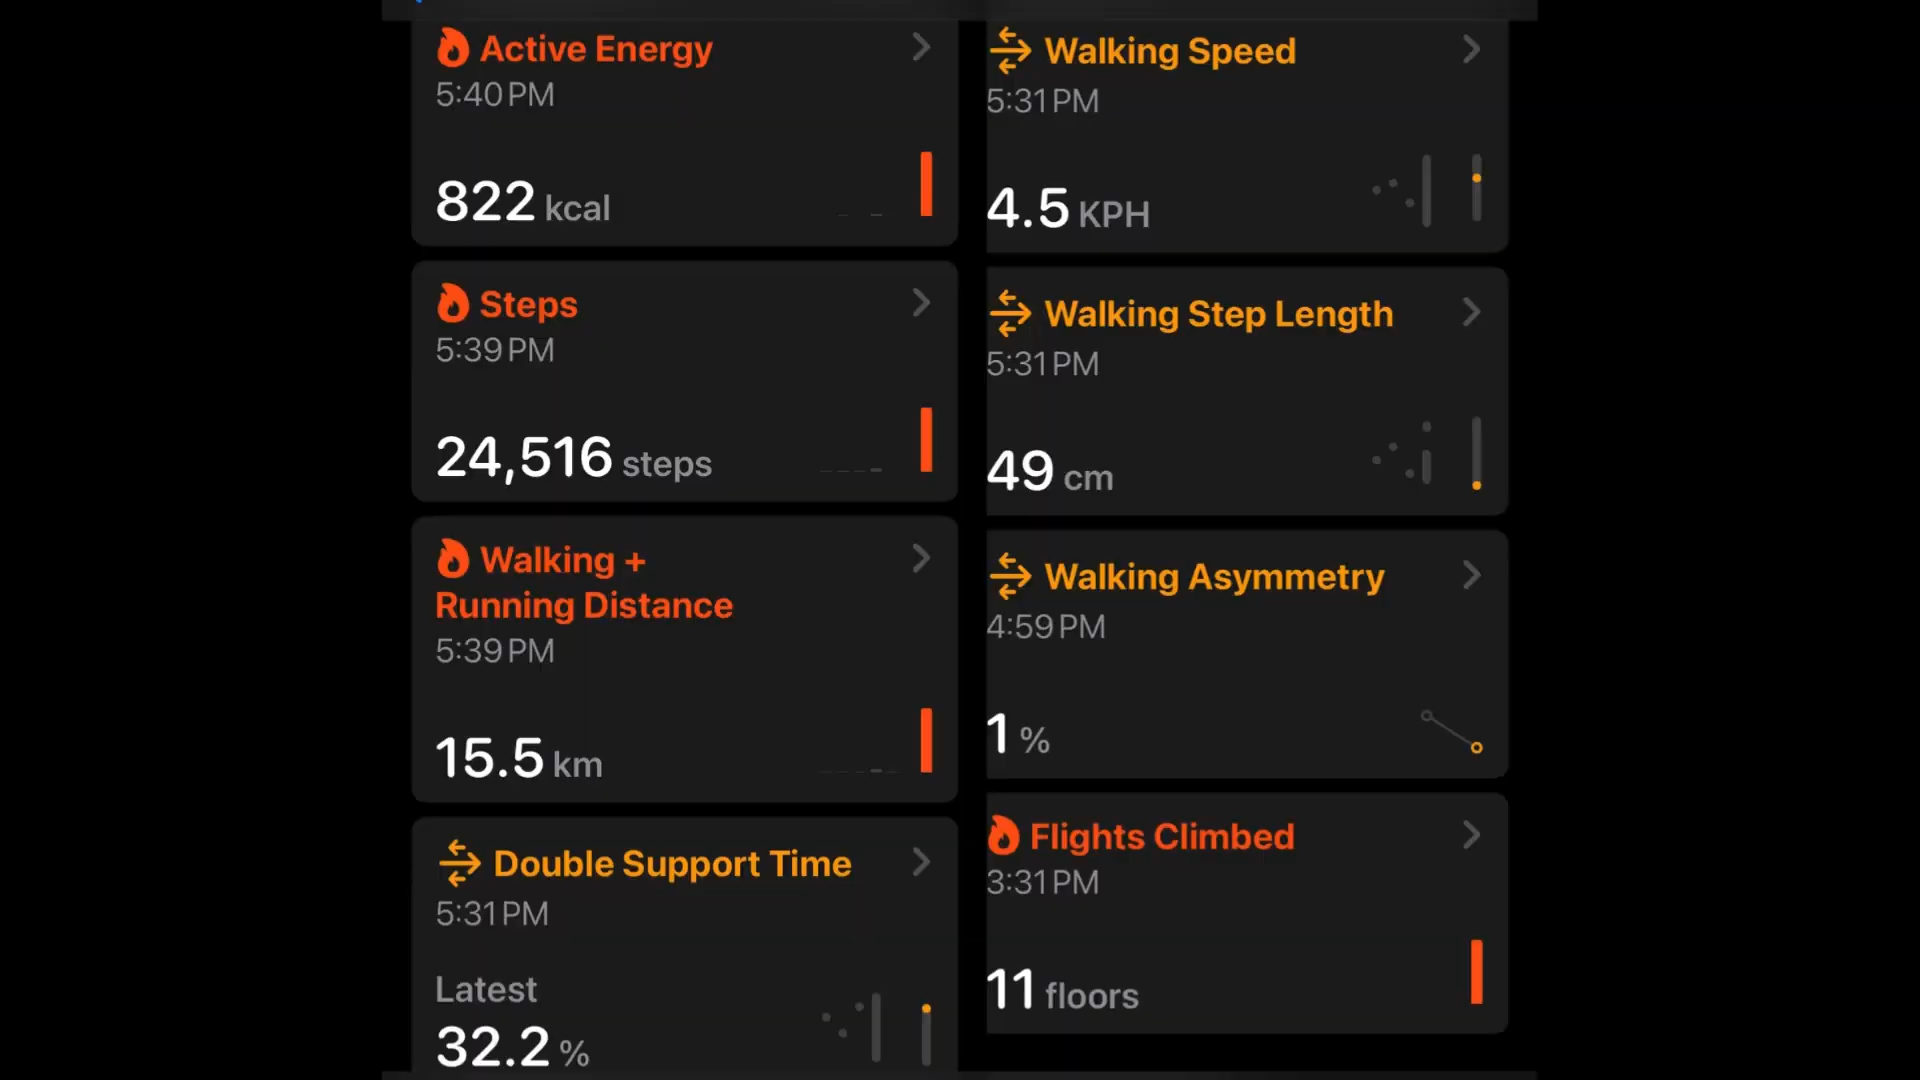 Active Energy
5:40 PM
822 kcal
Steps
5:39 PM
24,516 steps
Walking +
Running Distance
5:39 PM
15.5 km
Double Support Time
5:31 PM
Latest
32.2 %
Walking Speed
5:31 PM
4.5 KPH
Walking Step Length
5:31 PM
49 cm
Walking Asymmetry
4:59 PM
1 %
Flights Climbed
3:31 PM
11 floors